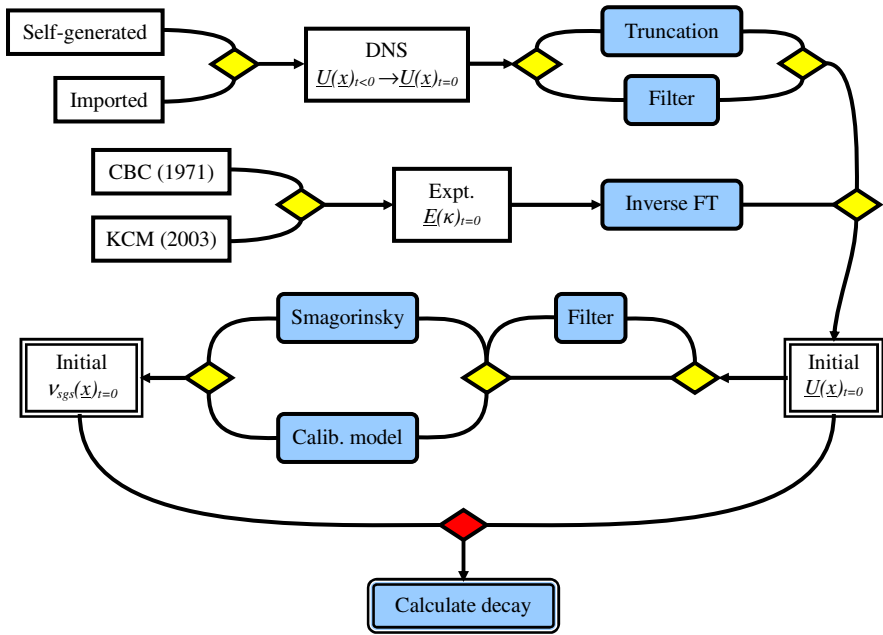 Self-generated
Imported
DNS
U(x)t<0→U(x)t=0
Truncation
Filter
CBC (1971)
KCM (2003)
Expt.
E(κ)t=0
Inverse FT
Smagorinsky
Filter
Initial
νsgs(x)t=0
Initial
U(x)t=0
Calib. model
Calculate decay